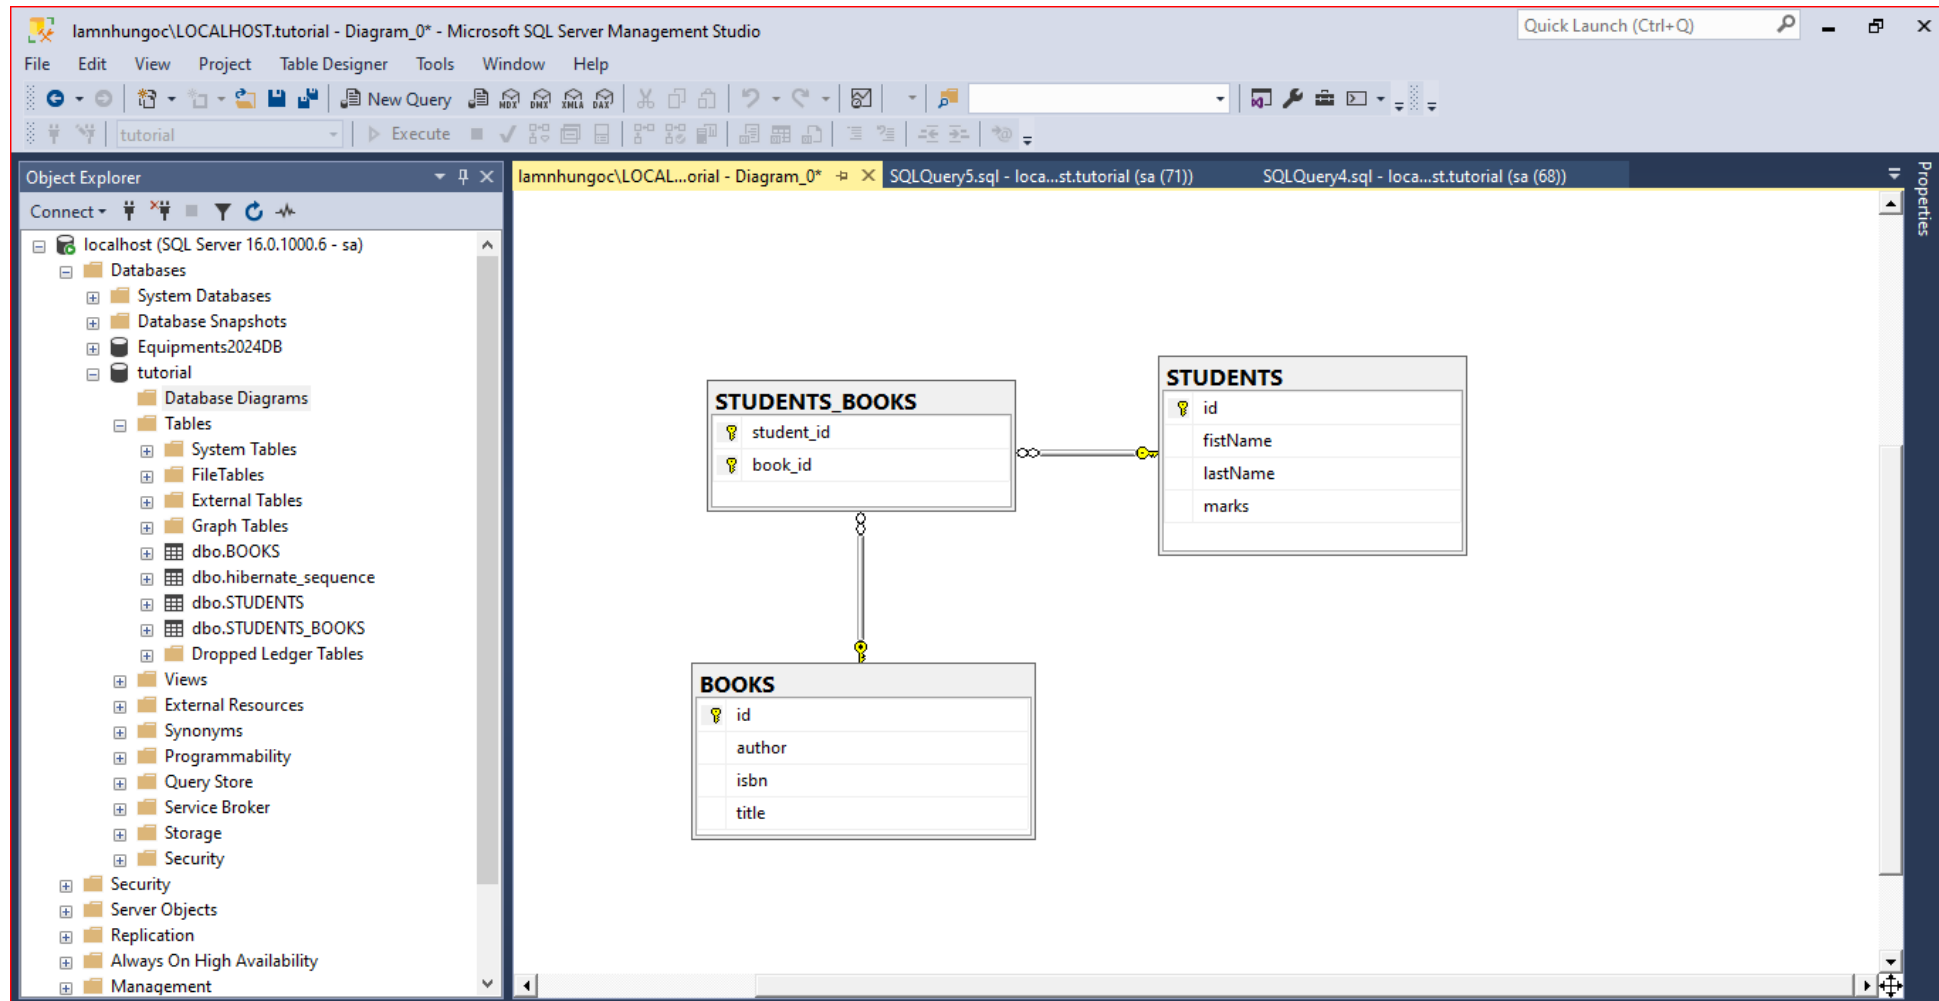 lamnhungoc\LOCALHOST.tutorial - Diagram_0* - Microsoft SQL Server Management Studio
Quick Launch (Ctrl+Q)
File Edit View Project Table Designer Tools Window Help
New Query MDX DMX XMLA DAX
tutorial Execute
Object Explorer
lamnhungoc\LOCAL...orial - Diagram_0* SQLQuery5.sql - loca...st.tutorial (sa (71)) SQLQuery4.sql - loca...st.tutorial (sa (68))
Properties
Connect
localhost (SQL Server 16.0.1000.6 - sa)
Databases
System Databases
Database Snapshots
Equipments2024DB
tutorial
Database Diagrams
Tables
System Tables
FileTables
External Tables
Graph Tables
dbo.BOOKS
dbo.hibernate_sequence
dbo.STUDENTS
dbo.STUDENTS_BOOKS
Dropped Ledger Tables
Views
External Resources
Synonyms
Programmability
Query Store
Service Broker
Storage
Security
Security
Server Objects
Replication
Always On High Availability
Management
STUDENTS_BOOKS
student_id
book_id
STUDENTS
id
fistName
lastName
marks
BOOKS
id
author
isbn
title